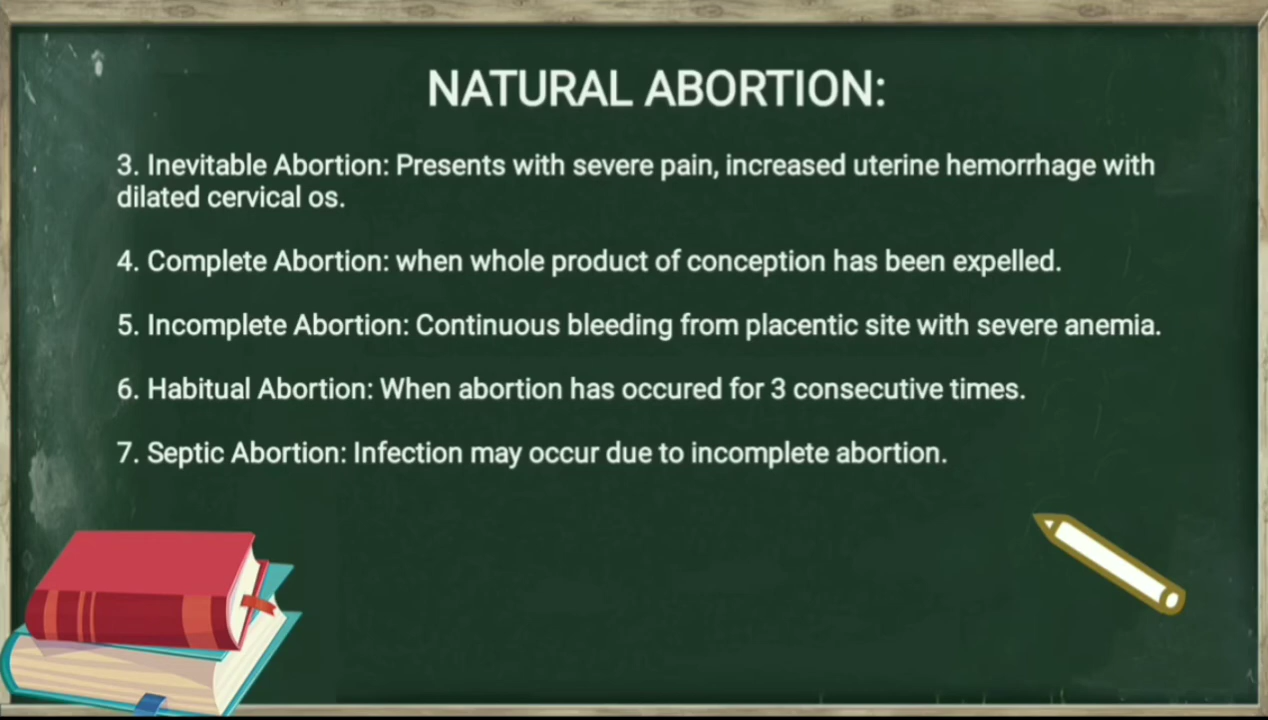 NATURAL ABORTION:
3. Inevitable Abortion: Presents with severe pain, increased uterine hemorrhage with
dilated cervical os.
4. Complete Abortion: when whole product of conception has been expelled.
5. Incomplete Abortion: Continuous bleeding from placentic site with severe anemia.
6. Habitual Abortion: When abortion has occured for 3 consecutive times.
7. Septic Abortion: Infection may occur due to incomplete abortion.